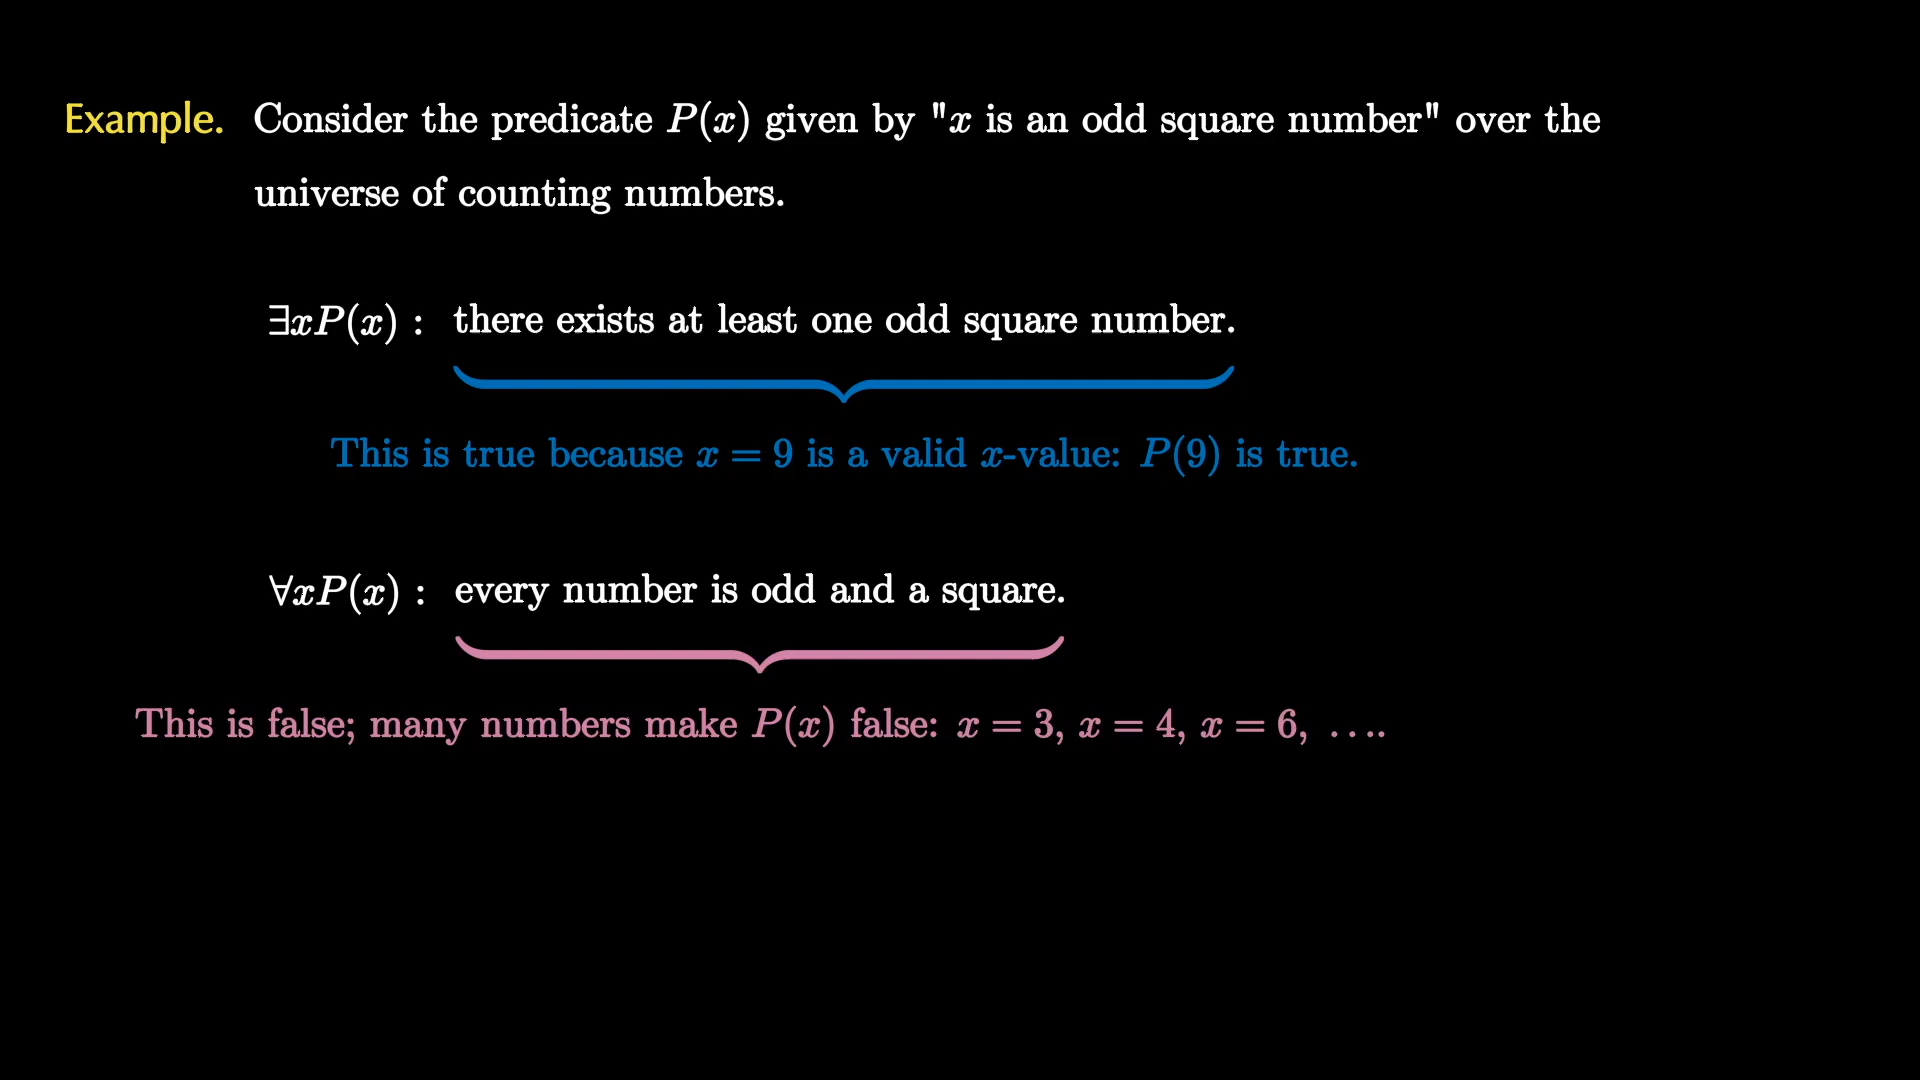 Example. Consider the predicate P(x) given by "x is an odd square number" over the
universe of counting numbers.
∃xP(x) : there exists at least one odd square number.
This is true because x = 9 is a valid x-value: P(9) is true.
∀xP(x) : every number is odd and a square.
This is false; many numbers make P(x) false: x = 3, x = 4, x = 6, ....